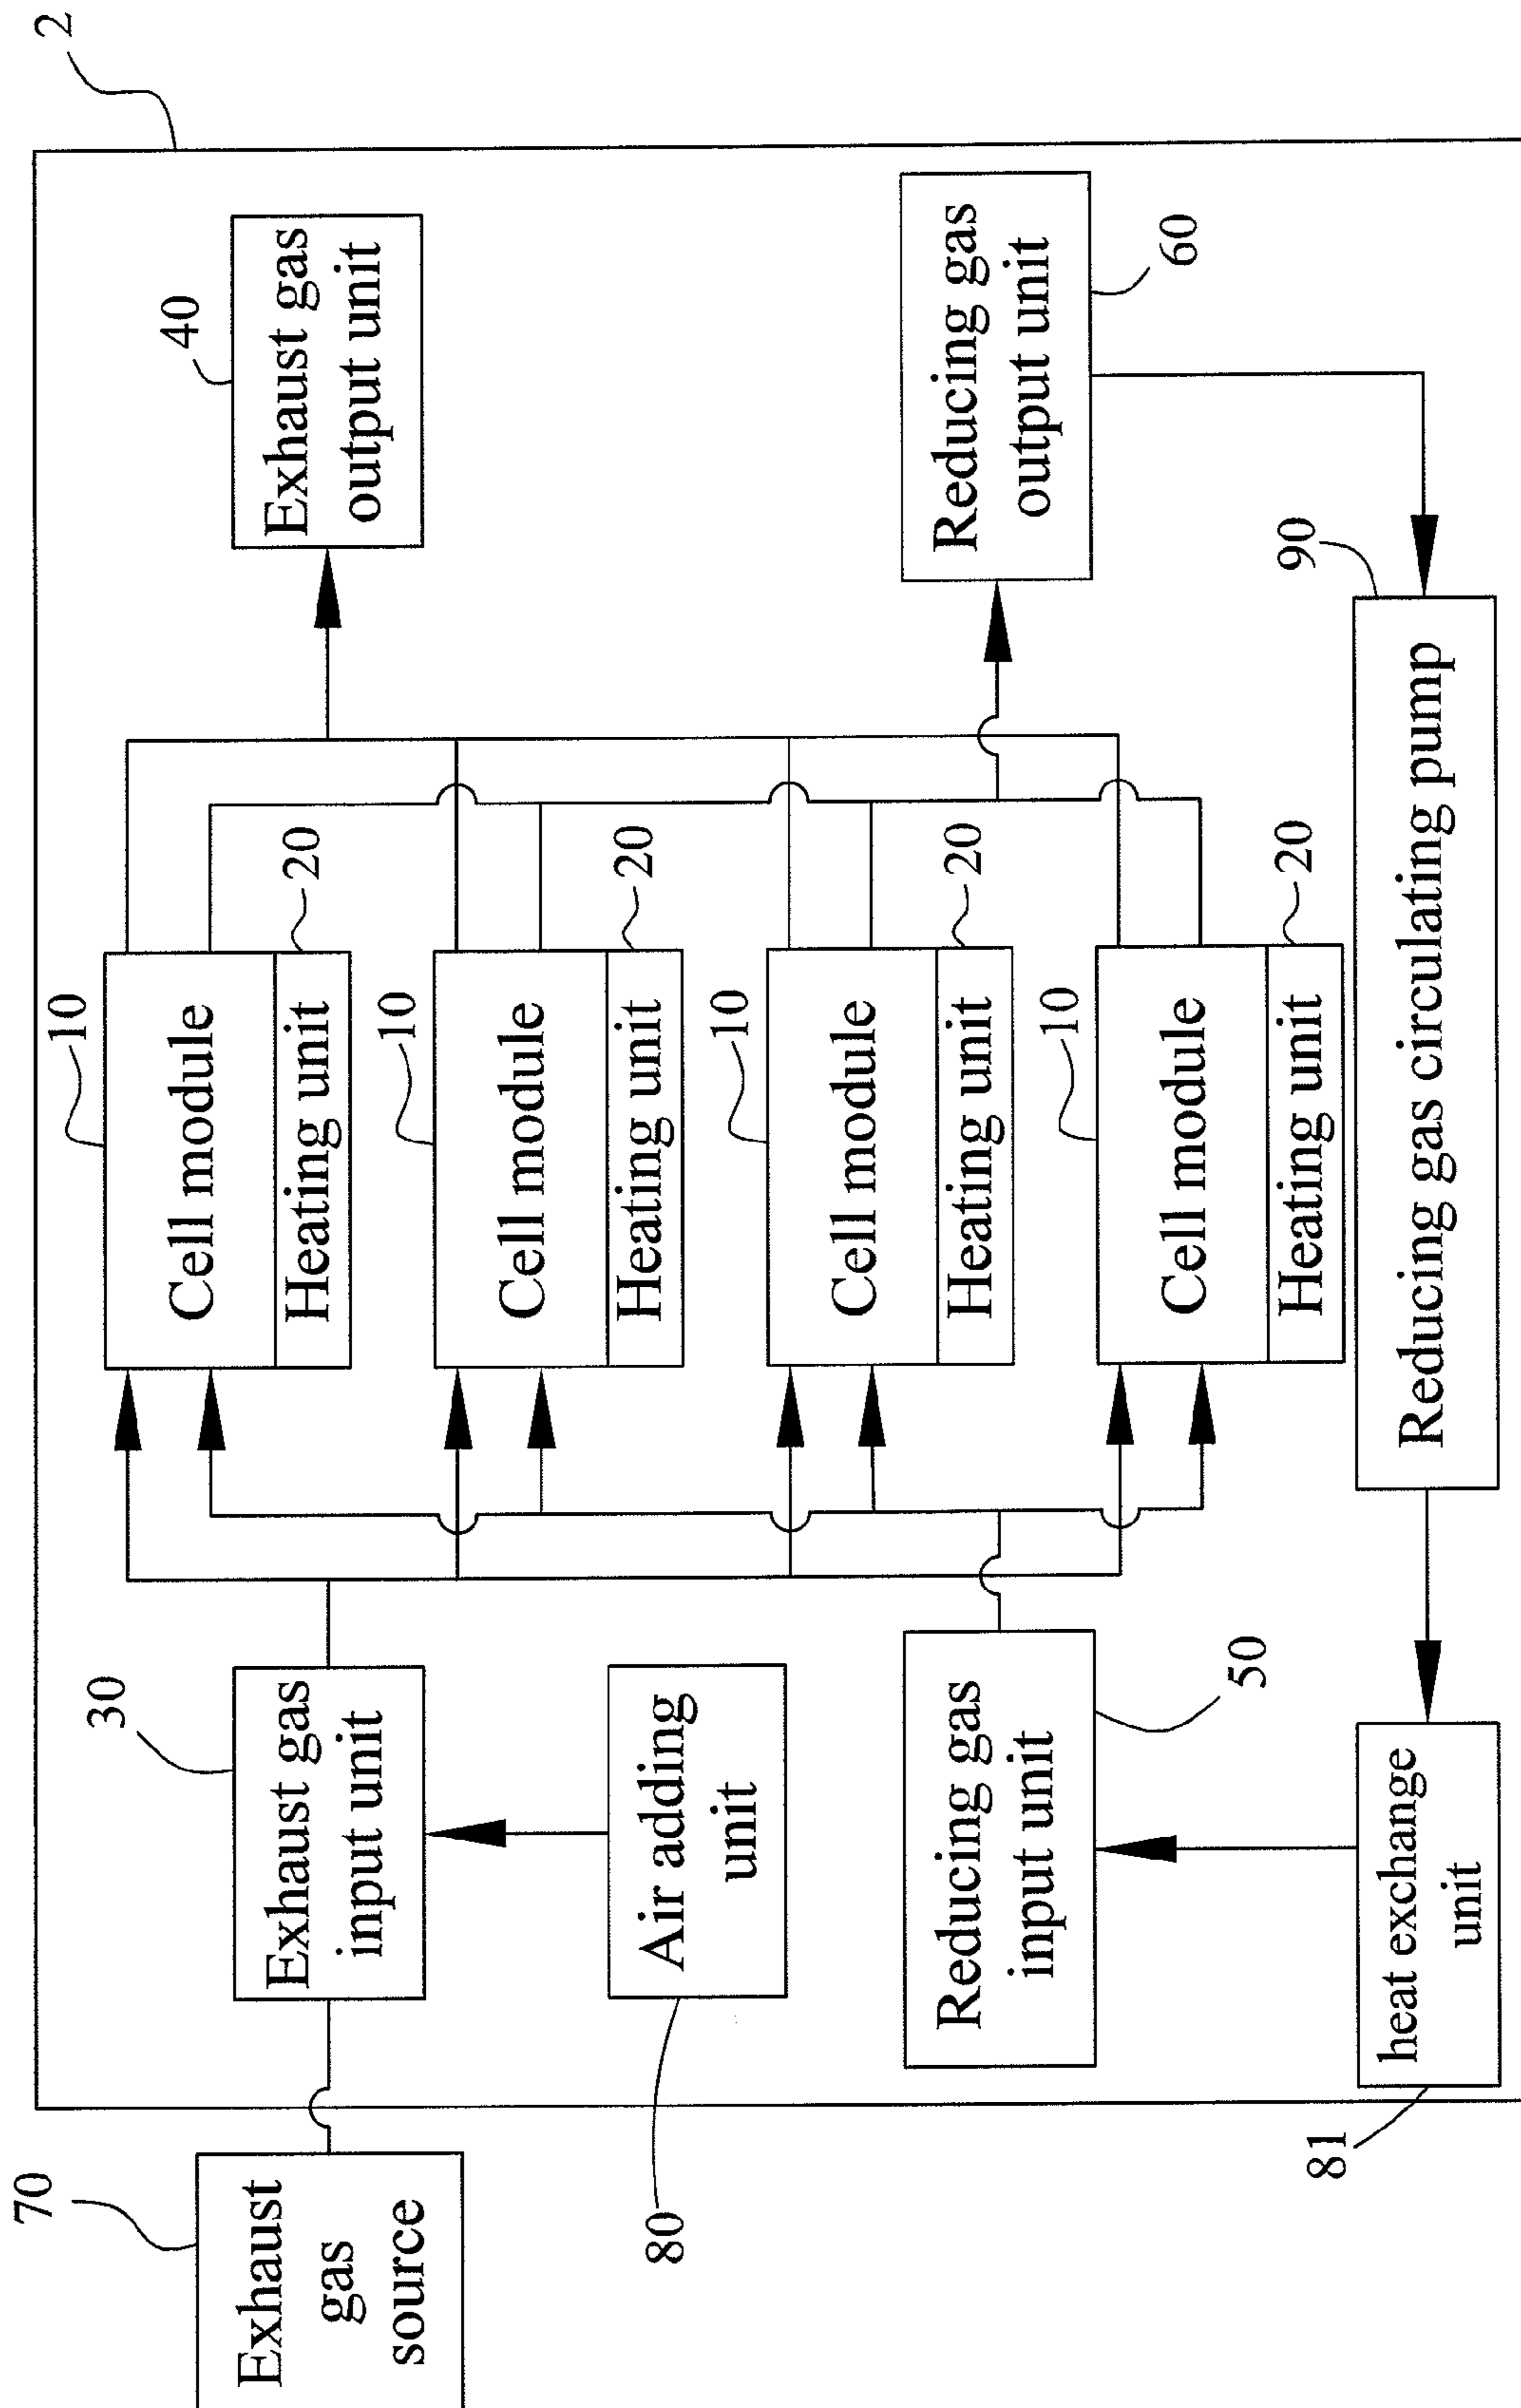 2
70
Exhaust
gas
source
30
Exhaust gas
input unit
80
Air adding
unit
50
Reducing gas
input unit
81
heat exchange
unit
10
Cell module
Heating unit
20
10
Cell module
Heating unit
20
10
Cell module
Heating unit
20
10
Cell module
Heating unit
20
40
Exhaust gas
output unit
60
Reducing gas
output unit
90
Reducing gas circulating pump